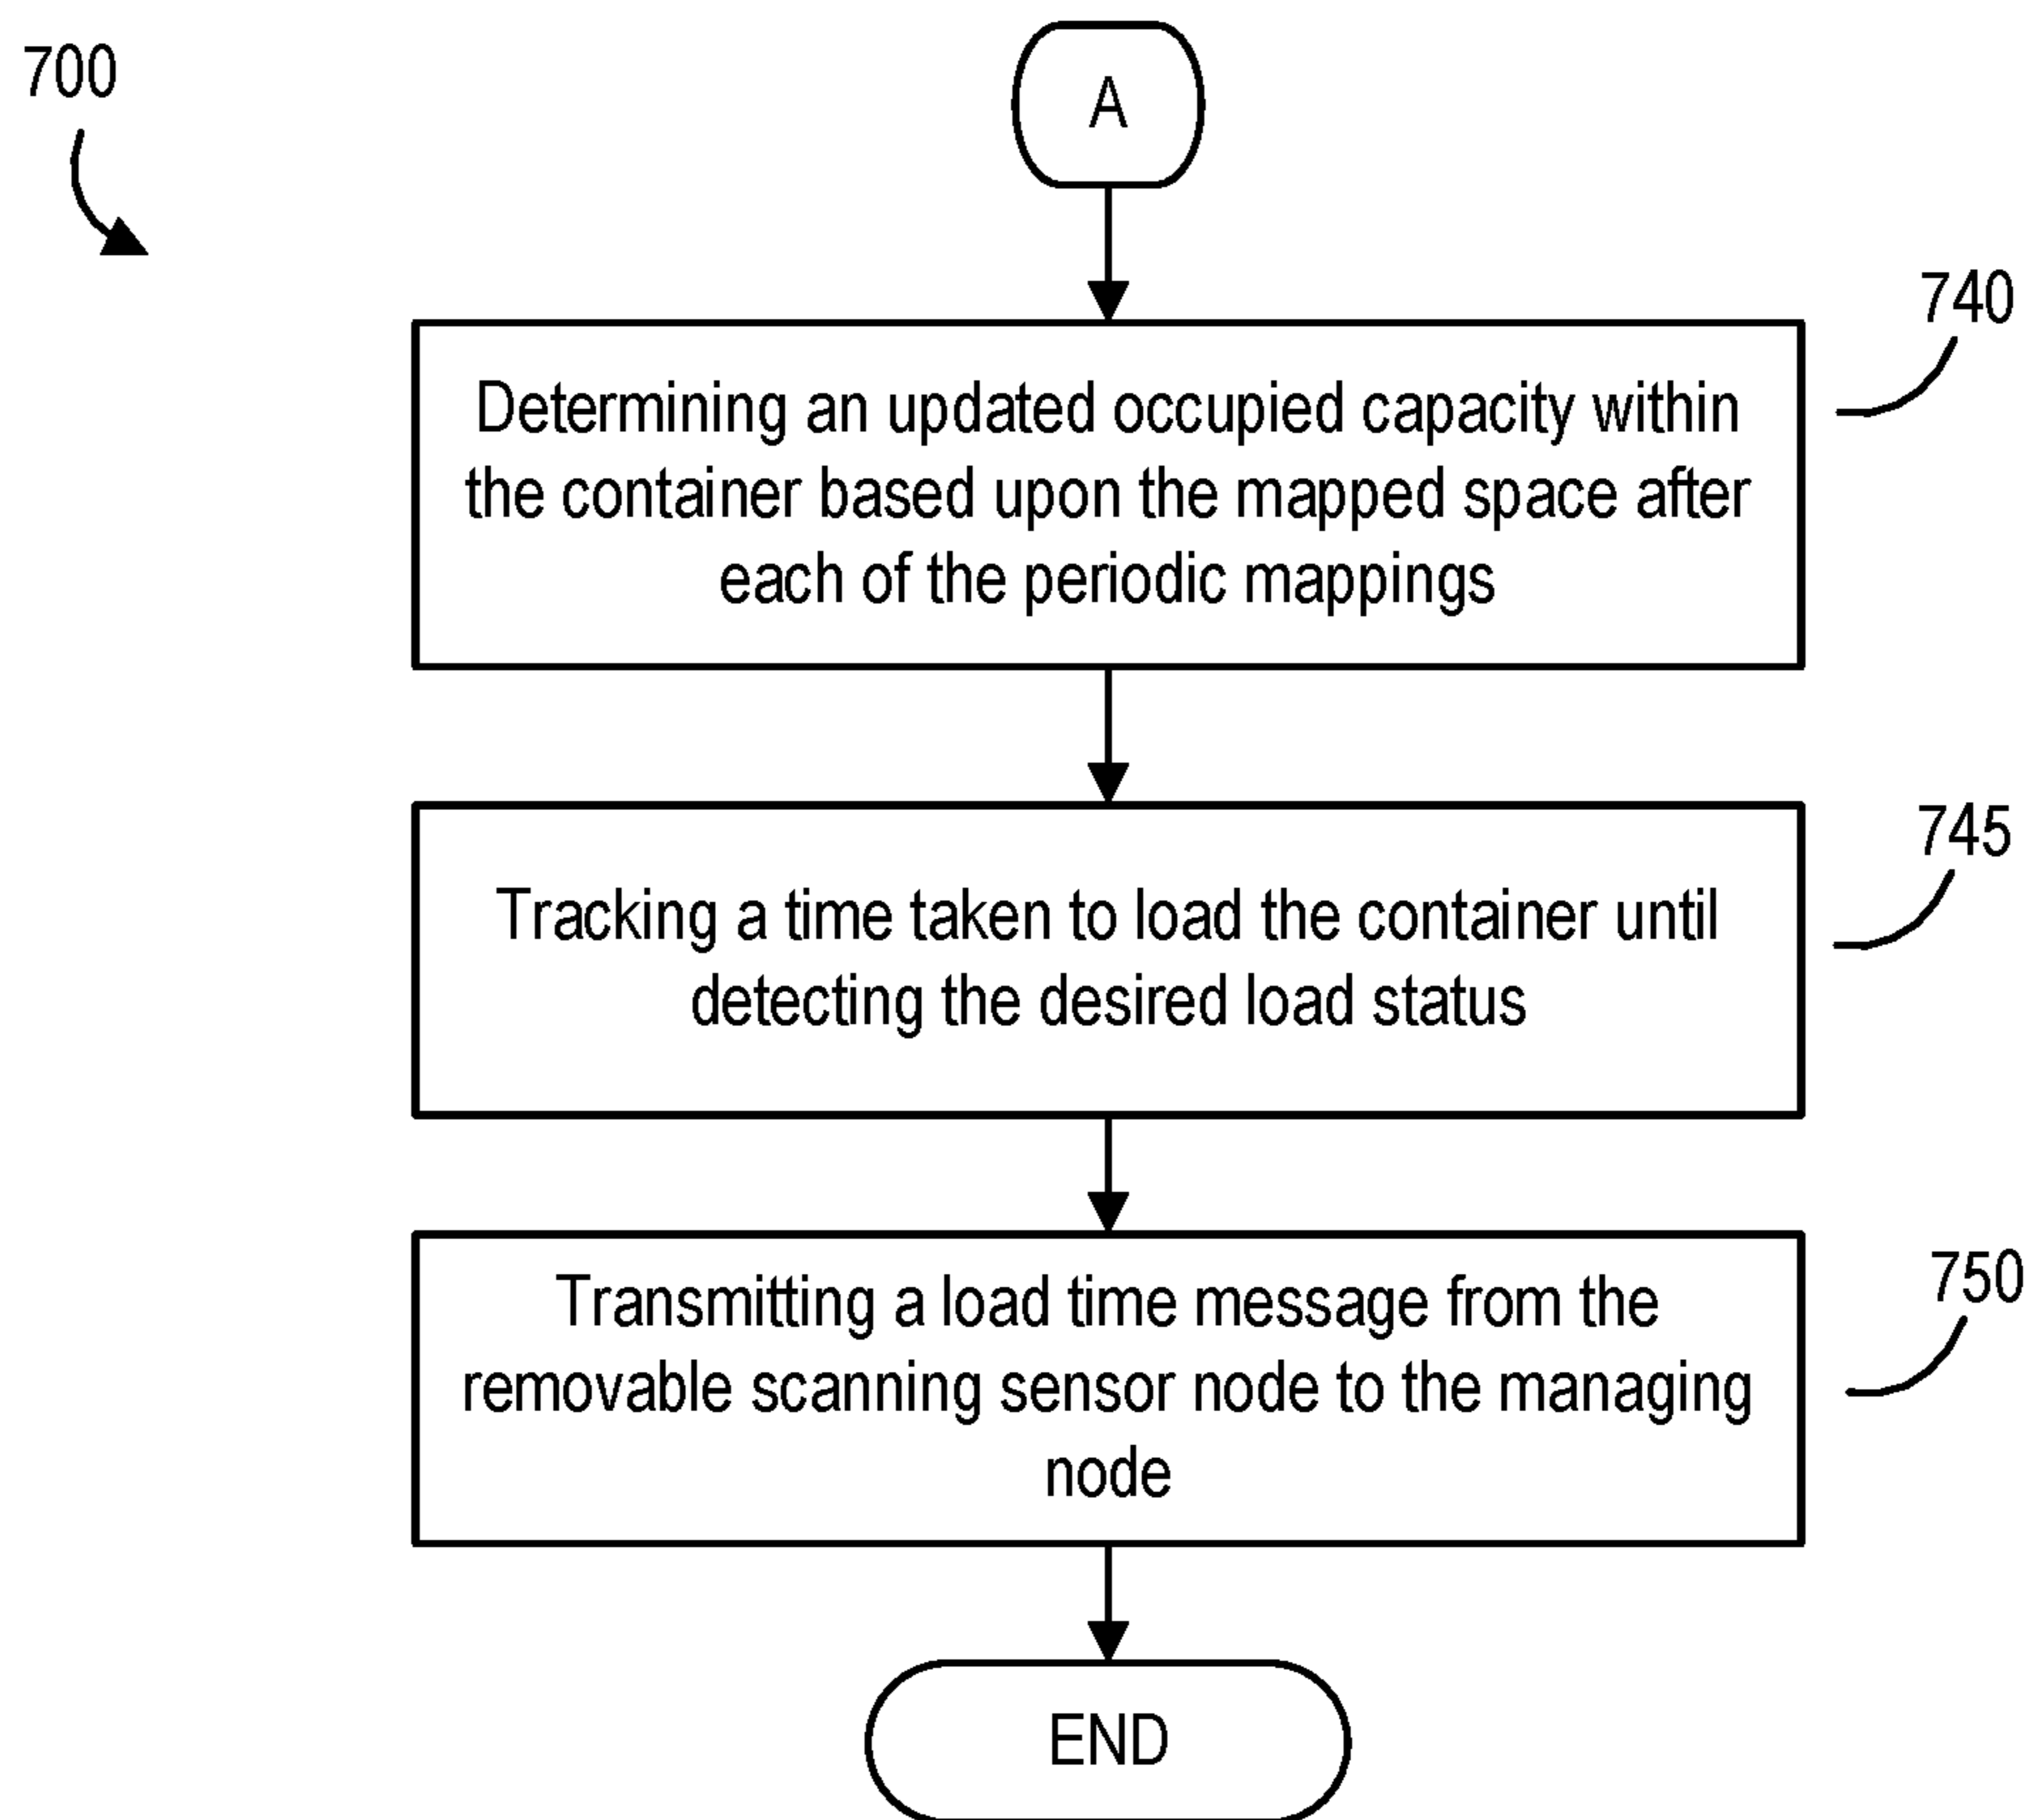 700
A
740
Determining an updated occupied capacity within
the container based upon the mapped space after
each of the periodic mappings
745
Tracking a time taken to load the container until
detecting the desired load status
750
Transmitting a load time message from the
removable scanning sensor node to the managing
node
END